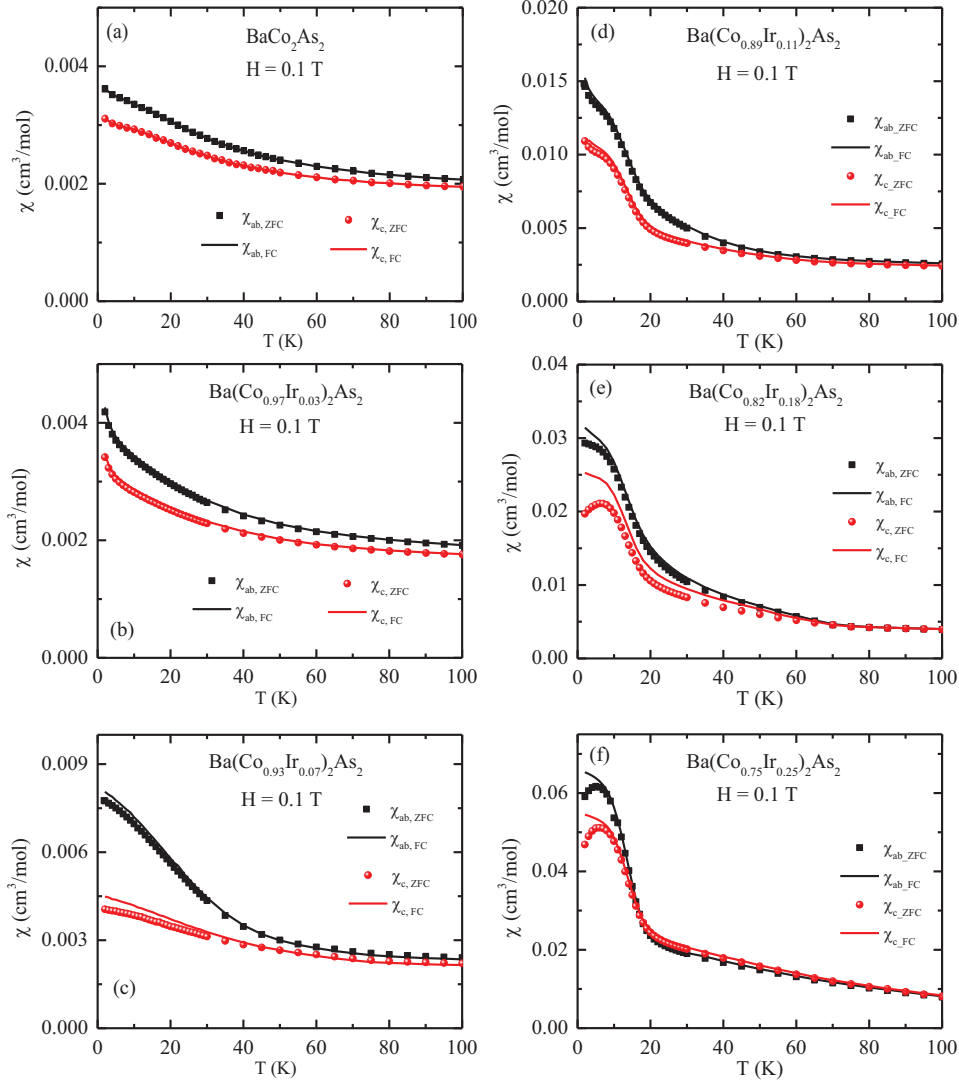 (a)
BaCo₂As₂
H = 0.1 T
0.004
0.002
0.000
χ (cm³/mol)
χab, ZFC
χab, FC
χc, ZFC
χc, FC
0 20 40 60 80 100
T (K)
Ba(Co₀.₉₇Ir₀.₀₃)₂As₂
H = 0.1 T
0.004
0.002
0.000
χ (cm³/mol)
χab, ZFC
χab, FC
χc, ZFC
χc, FC
(b)
0 20 40 60 80 100
T (K)
Ba(Co₀.₉₃Ir₀.₀₇)₂As₂
H = 0.1 T
0.009
0.006
0.003
0.000
χ (cm³/mol)
χab, ZFC
χab, FC
χc, ZFC
χc, FC
(c)
0 20 40 60 80 100
T (K)
(d)
Ba(Co₀.₈₉Ir₀.₁₁)₂As₂
H = 0.1 T
0.020
0.015
0.010
0.005
0.000
χ (cm³/mol)
χab_ZFC
χab_FC
χc_ZFC
χc_FC
0 20 40 60 80 100
T (K)
(e)
Ba(Co₀.₈₂Ir₀.₁₈)₂As₂
H = 0.1 T
0.04
0.03
0.02
0.01
0.00
χ (cm³/mol)
χab, ZFC
χab, FC
χc, ZFC
χc, FC
0 20 40 60 80 100
T (K)
(f)
Ba(Co₀.₇₅Ir₀.₂₅)₂As₂
H = 0.1 T
0.06
0.04
0.02
0.00
χ (cm³/mol)
χab_ZFC
χab_FC
χc_ZFC
χc_FC
0 20 40 60 80 100
T (K)